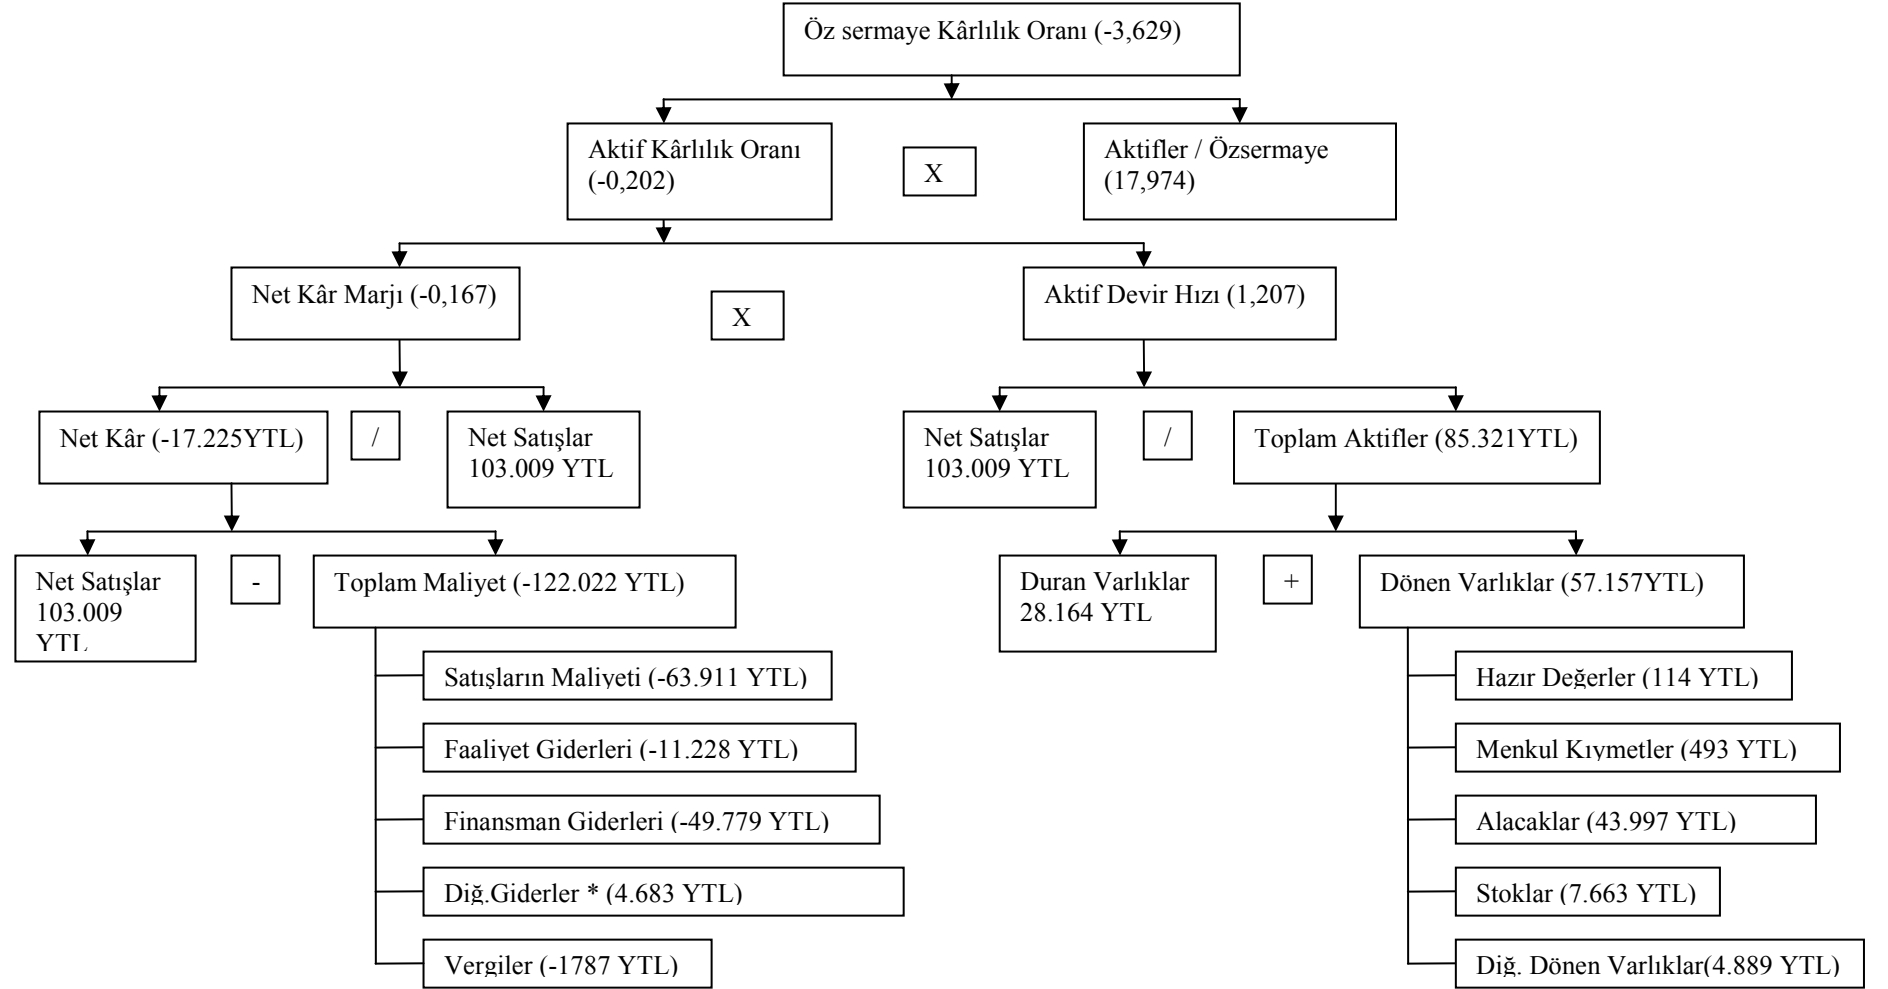 Öz sermaye Kârlılık Oranı (-3,629)
Aktif Kârlılık Oranı
(-0,202)
X
Aktifler / Özsermaye
(17,974)
Net Kâr Marjı (-0,167)
X
Aktif Devir Hızı (1,207)
Net Kâr (-17.225YTL)
/
Net Satışlar
103.009 YTL
Net Satışlar
103.009 YTL
/
Toplam Aktifler (85.321YTL)
Net Satışlar
103.009
YTL
-
Toplam Maliyet (-122.022 YTL)
Duran Varlıklar
28.164 YTL
+
Dönen Varlıklar (57.157YTL)
Satışların Maliyeti (-63.911 YTL)
Faaliyet Giderleri (-11.228 YTL)
Finansman Giderleri (-49.779 YTL)
Diğ.Giderler * (4.683 YTL)
Vergiler (-1787 YTL)
Hazır Değerler (114 YTL)
Menkul Kıymetler (493 YTL)
Alacaklar (43.997 YTL)
Stoklar (7.663 YTL)
Diğ. Dönen Varlıklar(4.889 YTL)